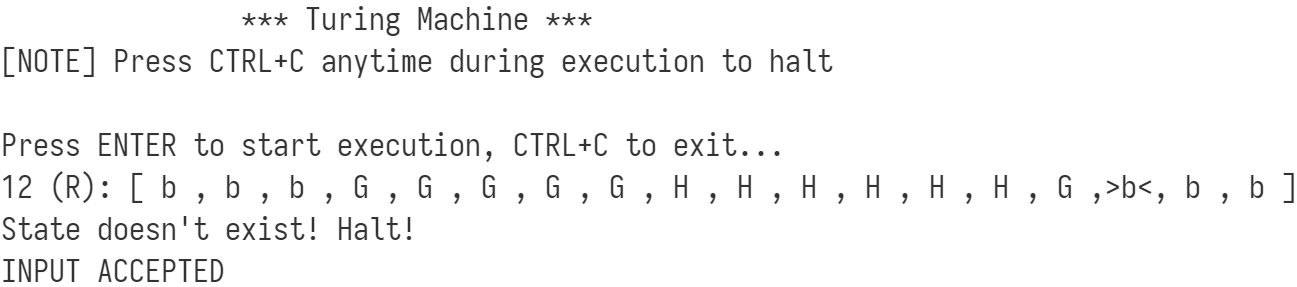 *** Turing Machine ***
[NOTE] Press CTRL+C anytime during execution to halt
Press ENTER to start execution, CTRL+C to exit...
12 (R): [ b , b , b , G , G , G , G , G , H , H , H , H , H , H , G ,>b<, b , b ]
State doesn't exist! Halt!
INPUT ACCEPTED